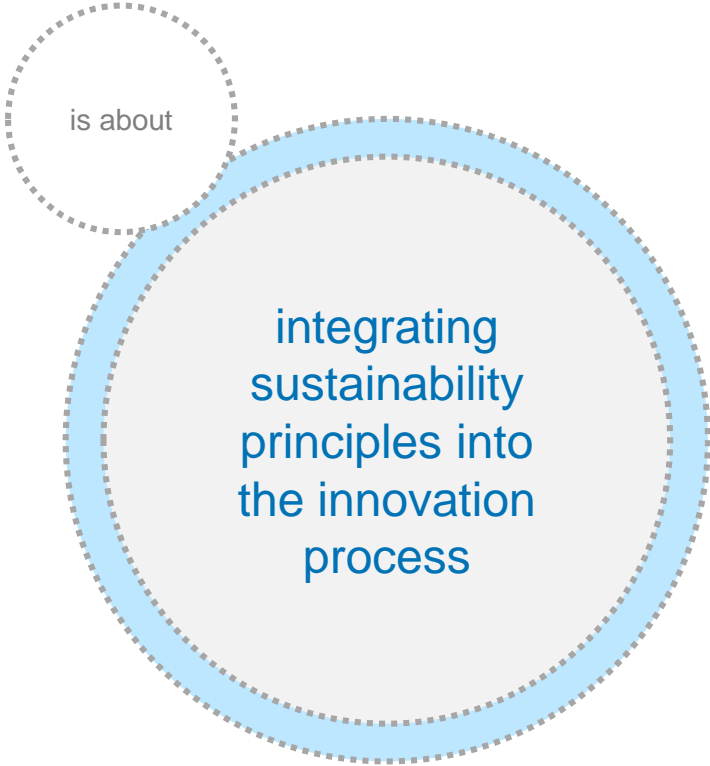 is about
integrating
sustainability
principles into
the innovation
process